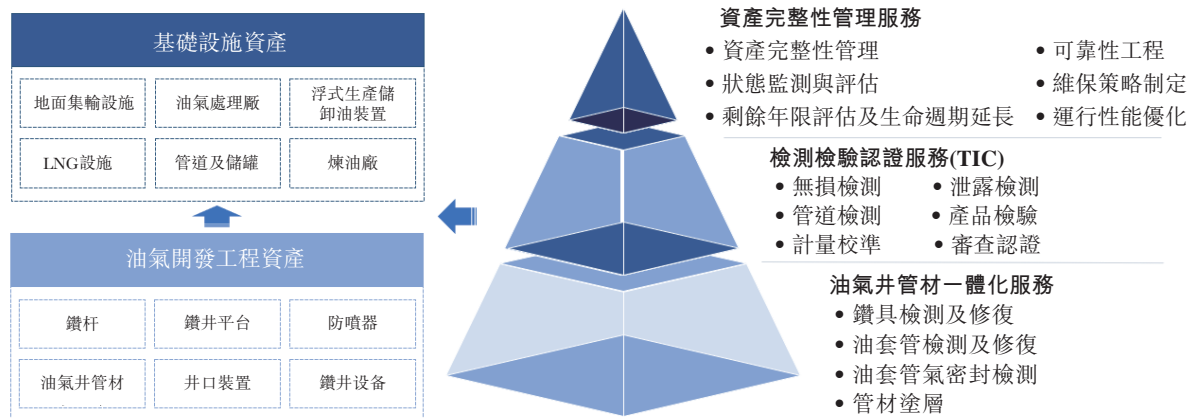 基礎設施資產
地面集輸設施
油氣處理廠
浮式生產儲
卸油裝置
LNG設施
管道及儲罐
煉油廠
油氣開發工程資產
鑽杆
鑽井平台
防噴器
油氣井管材
井口裝置
鑽井设备
資產完整性管理服務
• 資產完整性管理
• 可靠性工程
• 狀態監測與評估
• 維保策略制定
• 剩餘年限評估及生命週期延長
• 運行性能優化
檢測檢驗認證服務(TIC)
• 無損檢測
• 泄露檢測
• 管道檢測
• 產品檢驗
• 計量校準
• 審查認證
油氣井管材一體化服務
• 鑽具檢測及修復
• 油套管檢測及修復
• 油套管氣密封檢測
• 管材塗層